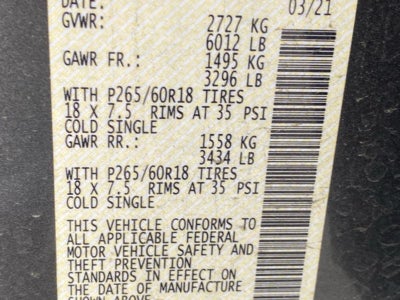 DATE: 03/21
GVWR: 2727 KG
6012 LB
GAWR FR.: 1495 KG
3296 LB
WITH P265/60R18 TIRES
18 X 7.5 RIMS AT 35 PSI
COLD SINGLE
GAWR RR.: 1558 KG
3434 LB
WITH P265/60R18 TIRES
18 X 7.5 RIMS AT 35 PSI
COLD SINGLE
THIS VEHICLE CONFORMS TO
ALL APPLICABLE FEDERAL
MOTOR VEHICLE SAFETY AND
THEFT PREVENTION
STANDARDS IN EFFECT ON
THE DATE OF MANUFACTURE
SHOWN ABOVE